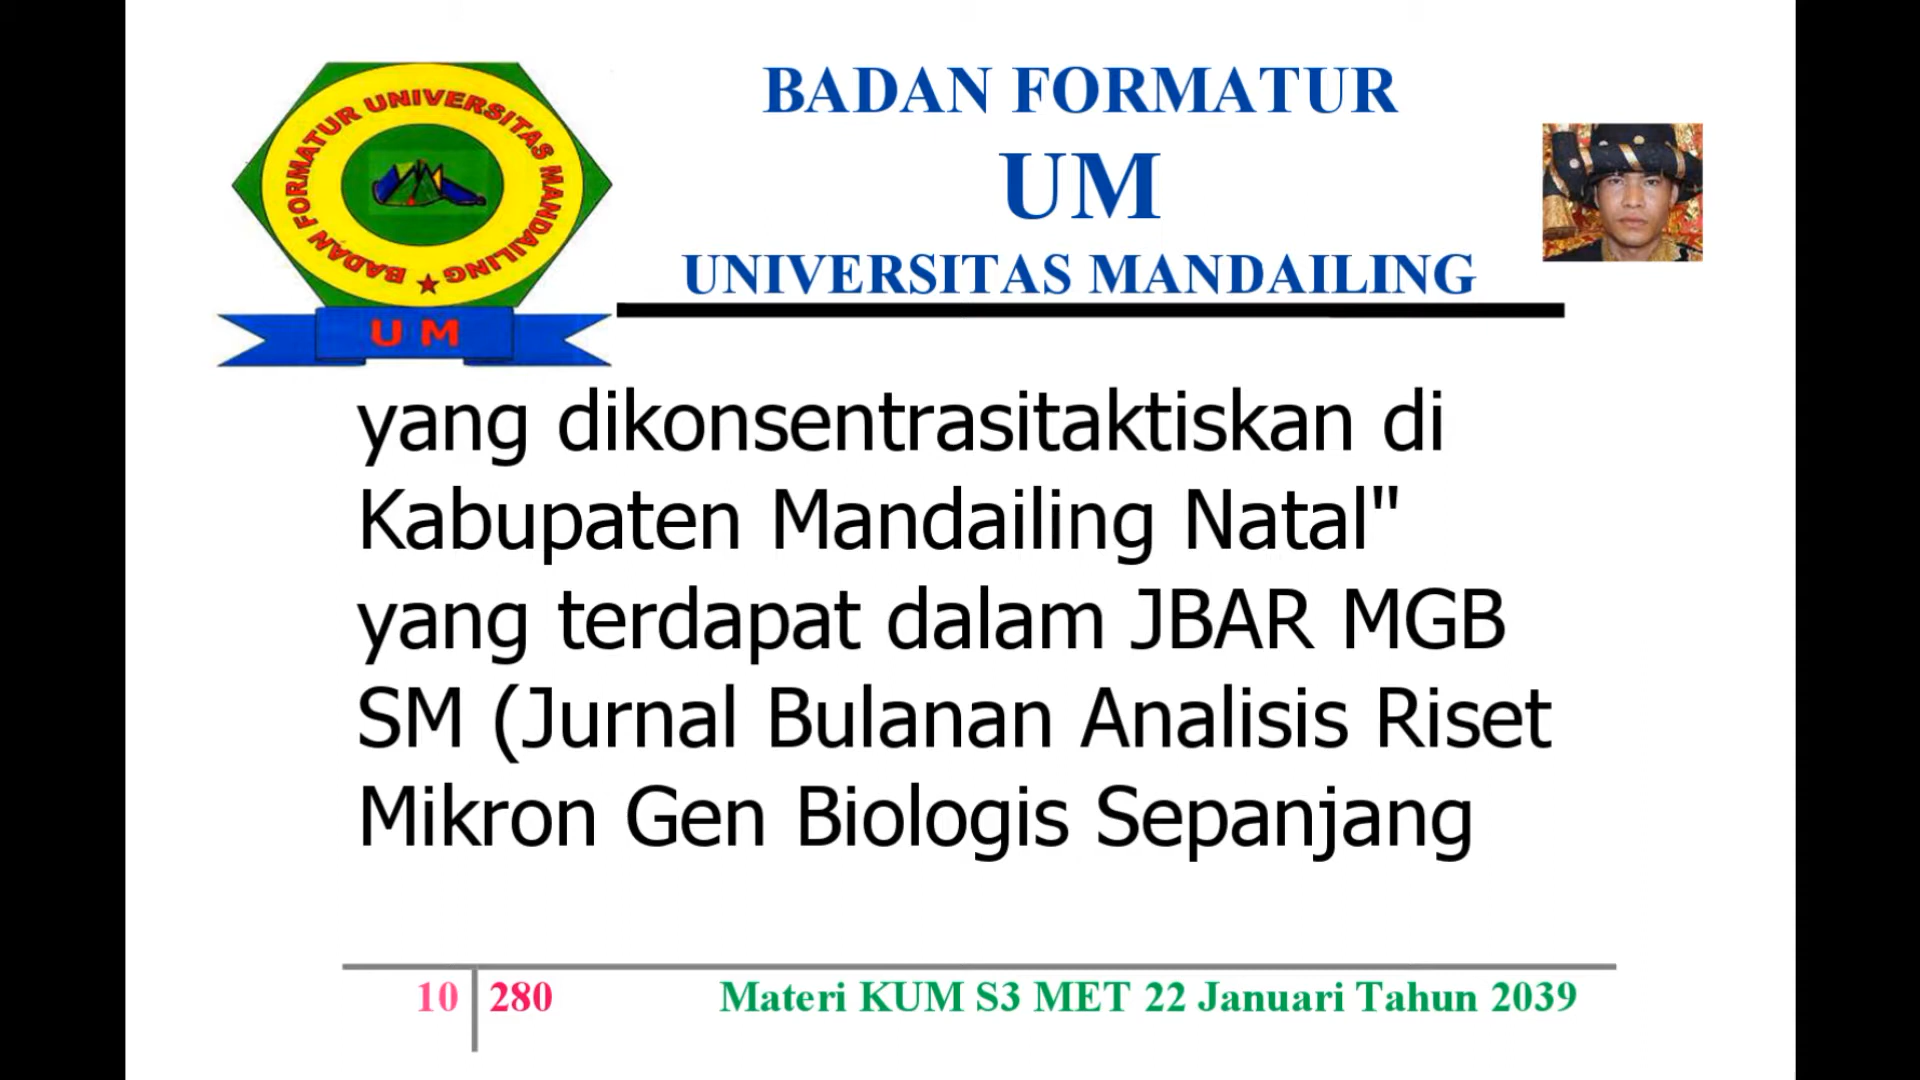 BADAN FORMATUR UNIVERSITAS MANDAILING
U M
BADAN FORMATUR
UM
UNIVERSITAS MANDAILING
yang dikonsentrasitaktiskan di
Kabupaten Mandailing Natal"
yang terdapat dalam JBAR MGB
SM (Jurnal Bulanan Analisis Riset
Mikron Gen Biologis Sepanjang
10 280 Materi KUM S3 MET 22 Januari Tahun 2039